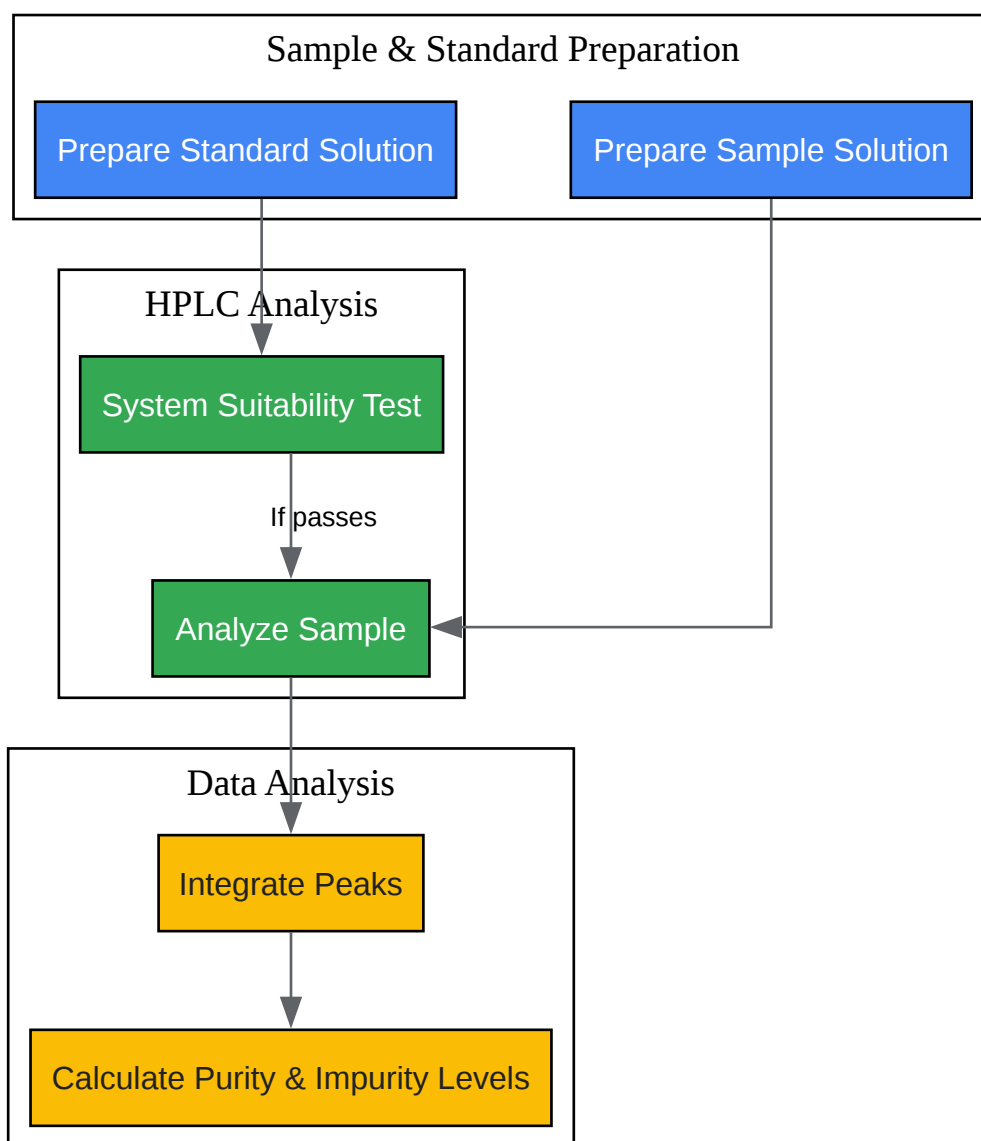 Sample & Standard Preparation
Prepare Standard Solution
Prepare Sample Solution
HPLC Analysis
System Suitability Test
If passes
Analyze Sample
Data Analysis
Integrate Peaks
Calculate Purity & Impurity Levels